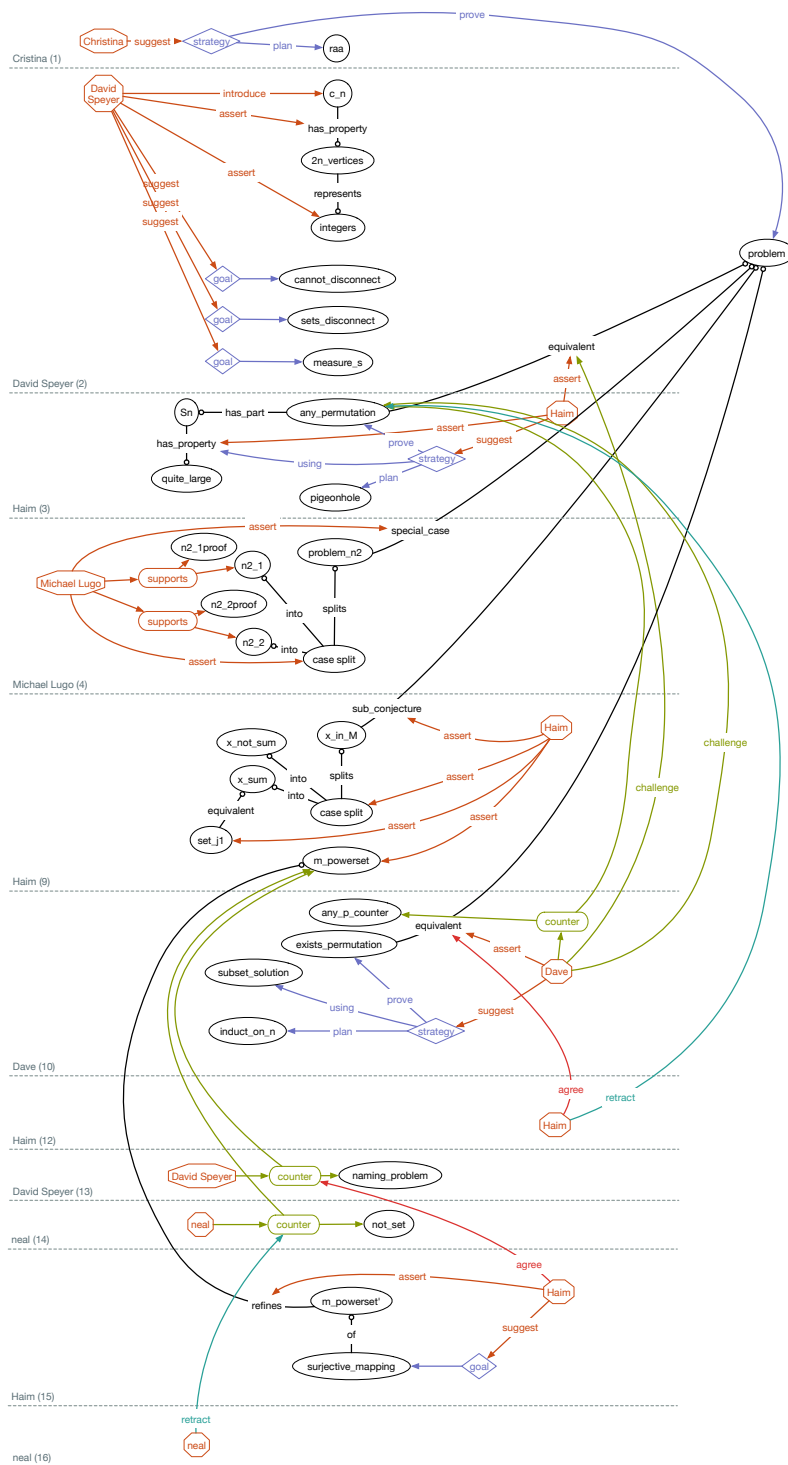 prove
Christina
suggest
strategy
plan
raa
Cristina (1)
David
Speyer
introduce
c_n
assert
has_property
2n_vertices
assert
suggest
represents
suggest
suggest
integers
problem
goal
cannot_disconnect
goal
sets_disconnect
equivalent
goal
measure_s
assert
David Speyer (2)
Sn
has_part
any_permutation
Haim
assert
has_property
prove
suggest
using
strategy
quite_large
plan
pigeonhole
Haim (3)
assert
special_case
n2_1proof
problem_n2
n2_1
Michael Lugo
supports
n2_2proof
into
splits
supports
n2_2
into
case split
assert
Michael Lugo (4)
sub_conjecture
x_not_sum
x_in_M
assert
Haim
challenge
x_sum
into
splits
assert
into
challenge
equivalent
case split
assert
assert
set_j1
m_powerset
Haim (9)
any_p_counter
equivalent
counter
exists_permutation
assert
subset_solution
Dave
prove
using
suggest
induct_on_n
plan
strategy
Dave (10)
agree
retract
Haim
Haim (12)
David Speyer
counter
naming_problem
David Speyer (13)
neal
counter
not_set
neal (14)
agree
assert
Haim
refines
m_powerset'
suggest
of
surjective_mapping
goal
Haim (15)
retract
neal
neal (16)